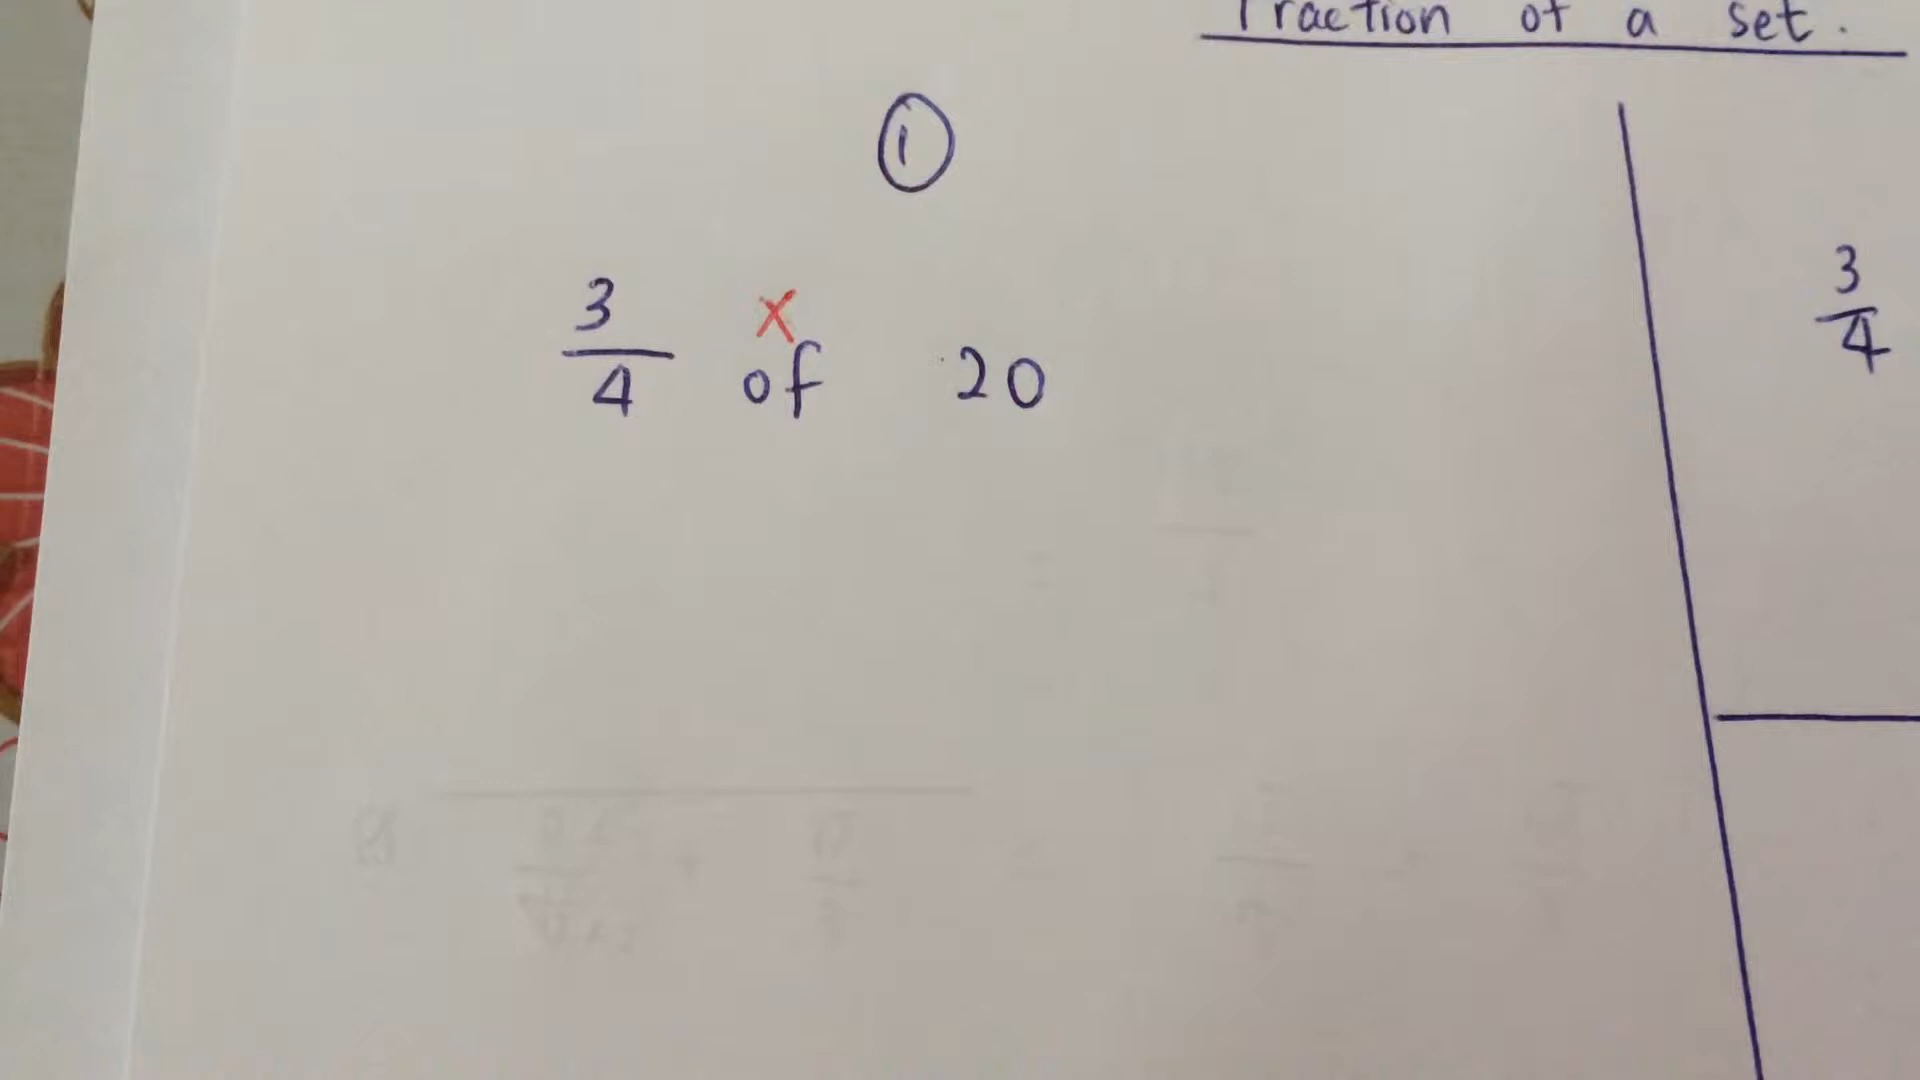 Fraction of a set.
①
3/4 of 20
×
3/4